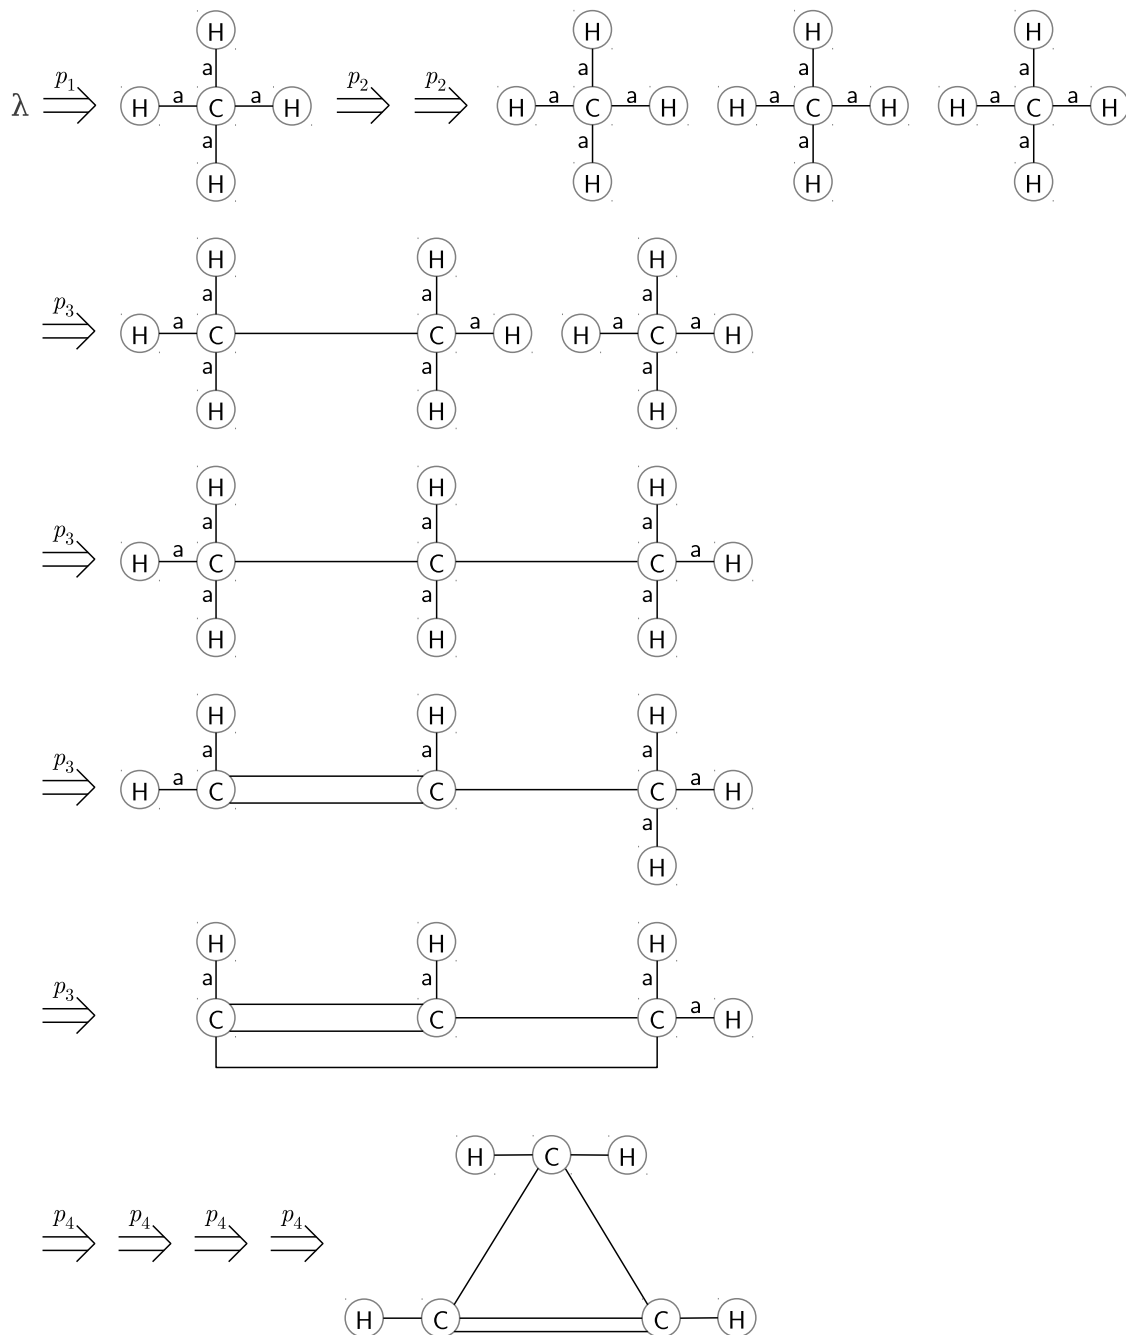 H H H H
p₁ p₂ p₂ a a a a
λ H a C a H H a C a H H a C a H H a C a H
a a a a
H H H H
H H H
p₃ a a a
H a C C a H H a C a H
a a a
H H H
H H H
p₃ a a a
H a C C C a H
a a a
H H H
H H H
p₃ a a a
H a C C C a H
a
H
H H H
p₃ a a a
C C C a H
H C H
p₄ p₄ p₄ p₄
H C C H